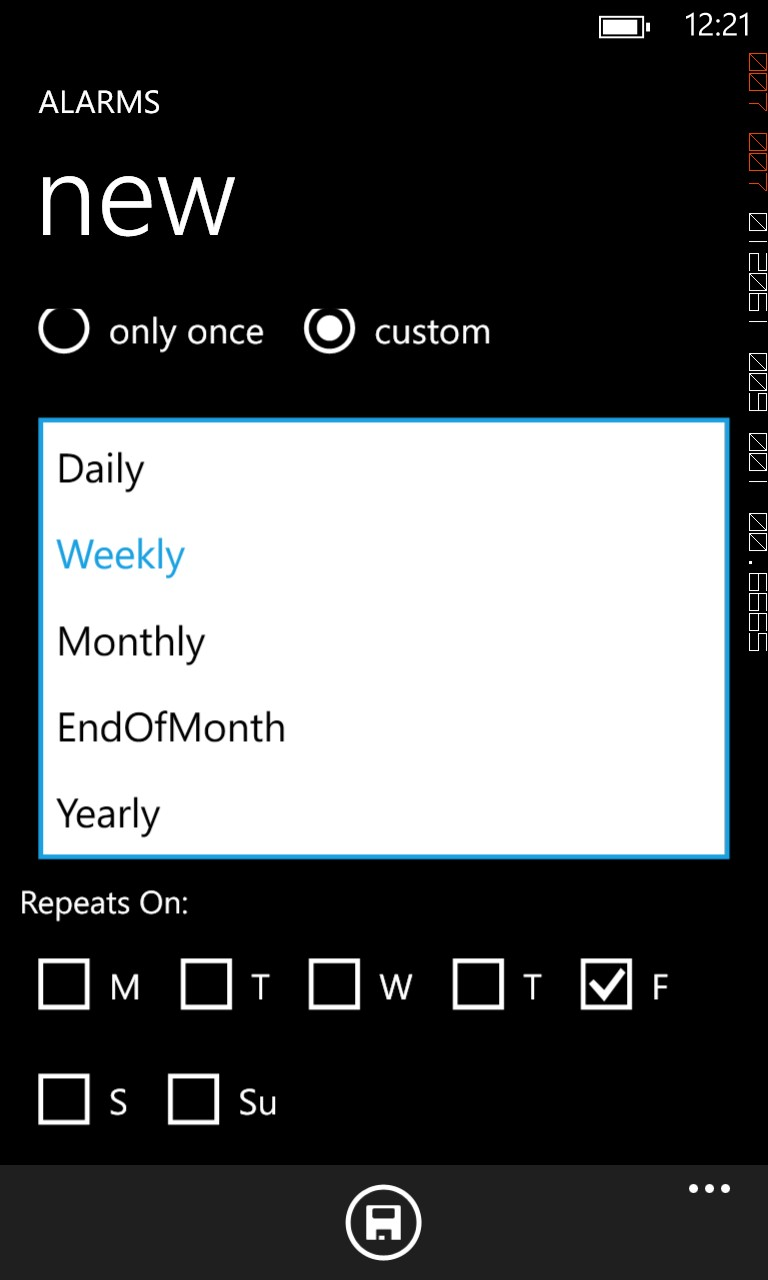 12:21
ALARMS
new
only once custom
Daily
Weekly
Monthly
EndOfMonth
Yearly
Repeats On:
M T W T F
S Su